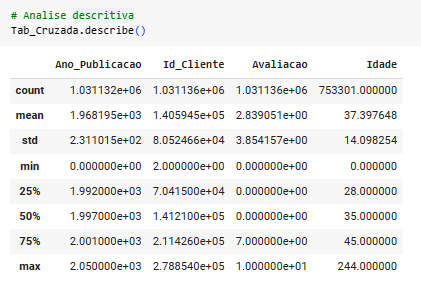 # Analise descritiva
Tab_Cruzada.describe()
Ano_Publicacao Id_Cliente Avaliacao Idade
count 1.031132e+06 1.031136e+06 1.031136e+06 753301.000000
mean 1.968195e+03 1.405945e+05 2.839051e+00 37.397648
std 2.311015e+02 8.052466e+04 3.854157e+00 14.098254
min 0.000000e+00 2.000000e+00 0.000000e+00 0.000000
25% 1.992000e+03 7.041500e+04 0.000000e+00 28.000000
50% 1.997000e+03 1.412100e+05 0.000000e+00 35.000000
75% 2.001000e+03 2.114260e+05 7.000000e+00 45.000000
max 2.050000e+03 2.788540e+05 1.000000e+01 244.000000